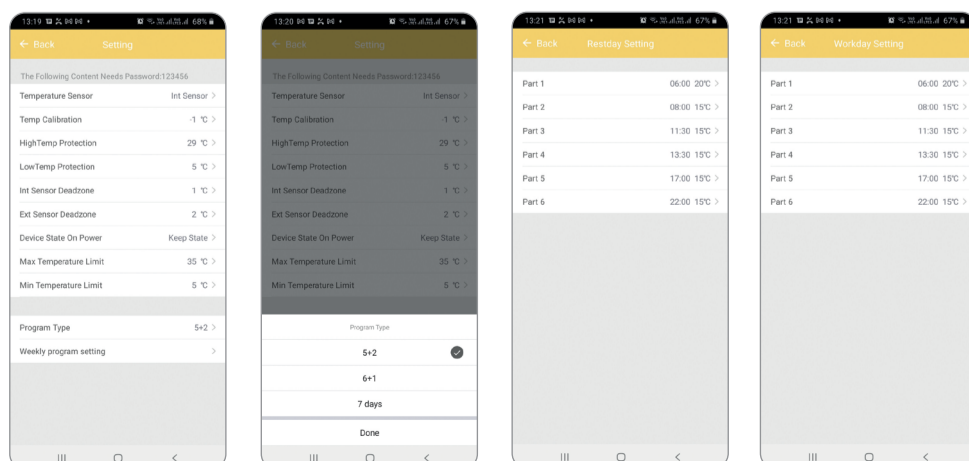 13:19 68%
← Back Setting
The Following Content Needs Password:123456
Temperature Sensor Int Sensor >
Temp Calibration -1 ℃ >
HighTemp Protection 29 ℃ >
LowTemp Protection 5 ℃ >
Int Sensor Deadzone 1 ℃ >
Ext Sensor Deadzone 2 ℃ >
Device State On Power Keep State >
Max Temperature Limit 35 ℃ >
Min Temperature Limit 5 ℃ >
Program Type 5+2 >
Weekly program setting >
13:20 67%
← Back Setting
The Following Content Needs Password:123456
Temperature Sensor Int Sensor >
Temp Calibration -1 ℃ >
HighTemp Protection 29 ℃ >
LowTemp Protection 5 ℃ >
Int Sensor Deadzone 1 ℃ >
Ext Sensor Deadzone 2 ℃ >
Device State On Power Keep State >
Max Temperature Limit 35 ℃ >
Min Temperature Limit 5 ℃ >
Program Type
5+2
6+1
7 days
Done
13:21 67%
← Back Restday Setting
Part 1 06:00 20℃ >
Part 2 08:00 15℃ >
Part 3 11:30 15℃ >
Part 4 13:30 15℃ >
Part 5 17:00 15℃ >
Part 6 22:00 15℃ >
13:21 67%
← Back Workday Setting
Part 1 06:00 20℃ >
Part 2 08:00 15℃ >
Part 3 11:30 15℃ >
Part 4 13:30 15℃ >
Part 5 17:00 15℃ >
Part 6 22:00 15℃ >